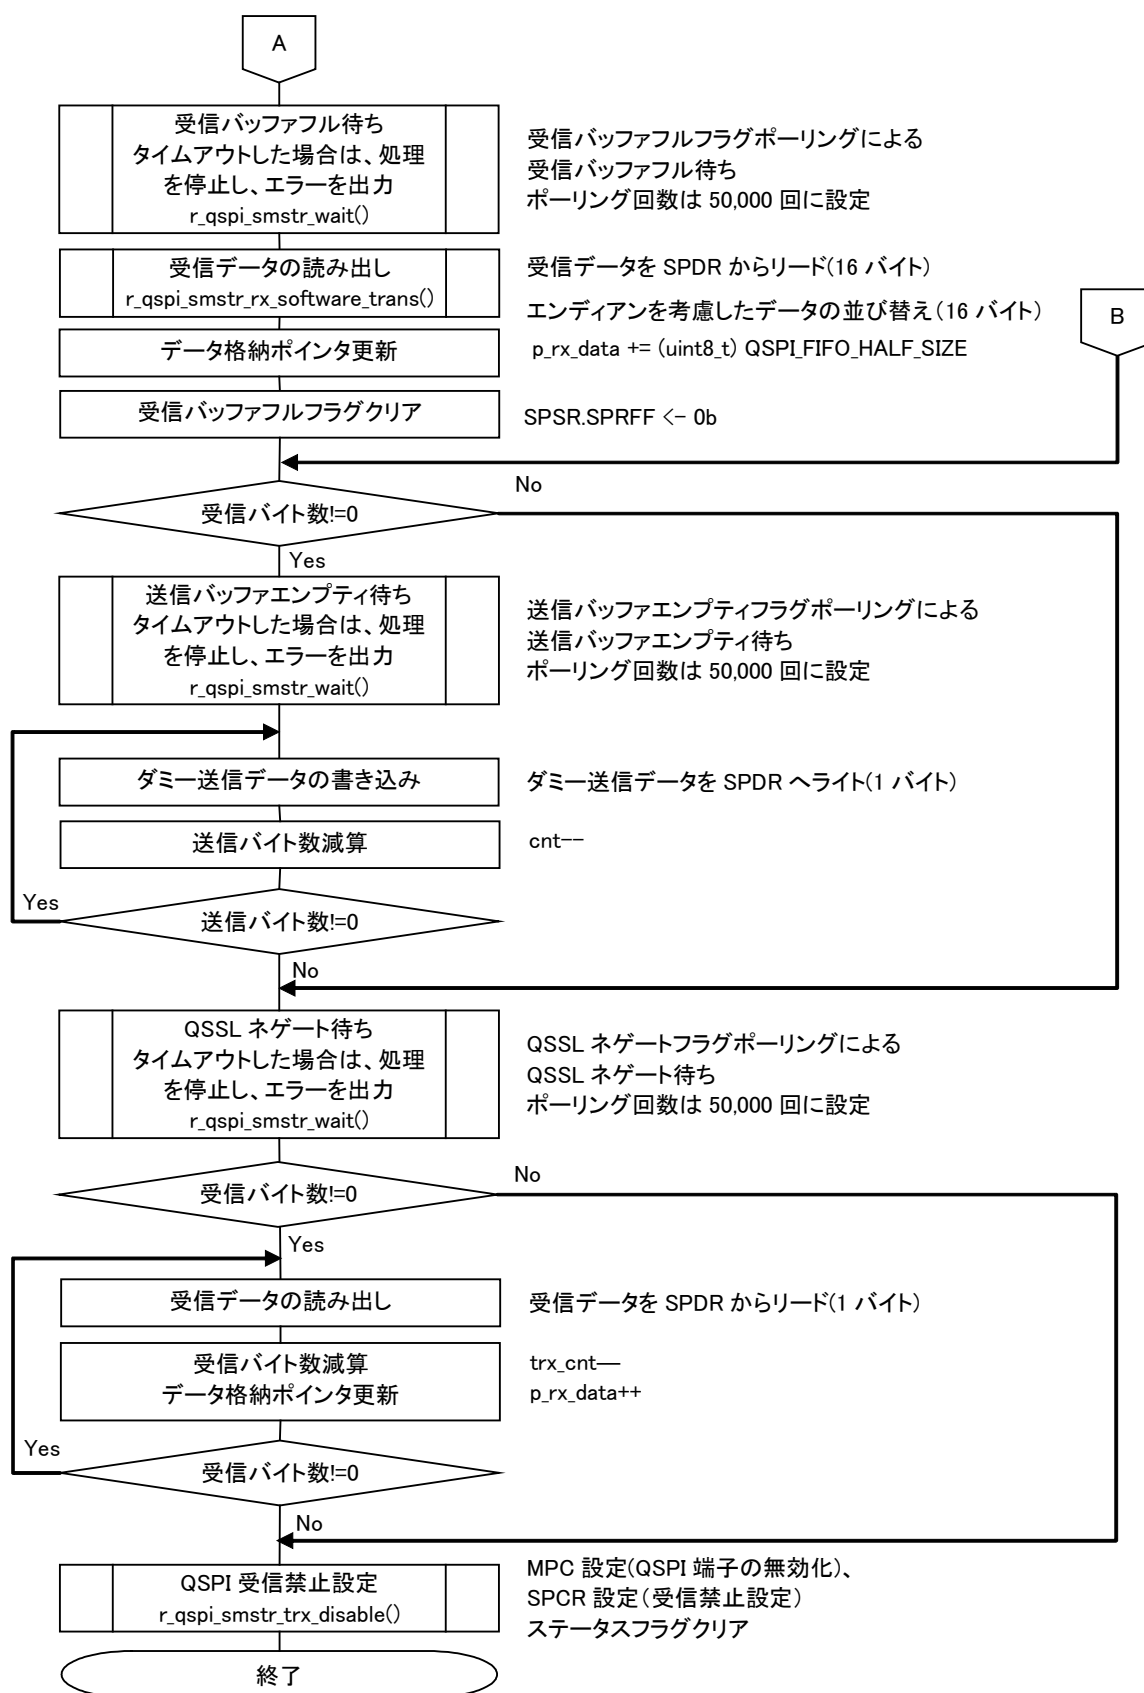 A
受信バッファフル待ち
タイムアウトした場合は、処理
を停止し、エラーを出力
r_qspi_smstr_wait()
受信バッファフルフラグポーリングによる
受信バッファフル待ち
ポーリング回数は 50,000 回に設定
受信データの読み出し
r_qspi_smstr_rx_software_trans()
受信データを SPDR からリード(16 バイト)
エンディアンを考慮したデータの並び替え(16 バイト)
B
データ格納ポインタ更新
p_rx_data += (uint8_t) QSPI_FIFO_HALF_SIZE
受信バッファフルフラグクリア
SPSR.SPRFF <- 0b
No
受信バイト数!=0
Yes
送信バッファエンプティ待ち
タイムアウトした場合は、処理
を停止し、エラーを出力
r_qspi_smstr_wait()
送信バッファエンプティフラグポーリングによる
送信バッファエンプティ待ち
ポーリング回数は 50,000 回に設定
ダミー送信データの書き込み
ダミー送信データを SPDR へライト(1 バイト)
送信バイト数減算
cnt--
Yes
送信バイト数!=0
No
QSSL ネゲート待ち
タイムアウトした場合は、処理
を停止し、エラーを出力
r_qspi_smstr_wait()
QSSL ネゲートフラグポーリングによる
QSSL ネゲート待ち
ポーリング回数は 50,000 回に設定
No
受信バイト数!=0
Yes
受信データの読み出し
受信データを SPDR からリード(1 バイト)
受信バイト数減算
データ格納ポインタ更新
trx_cnt—
p_rx_data++
Yes
受信バイト数!=0
No
QSPI 受信禁止設定
r_qspi_smstr_trx_disable()
MPC 設定(QSPI 端子の無効化)、
SPCR 設定(受信禁止設定)
ステータスフラグクリア
終了